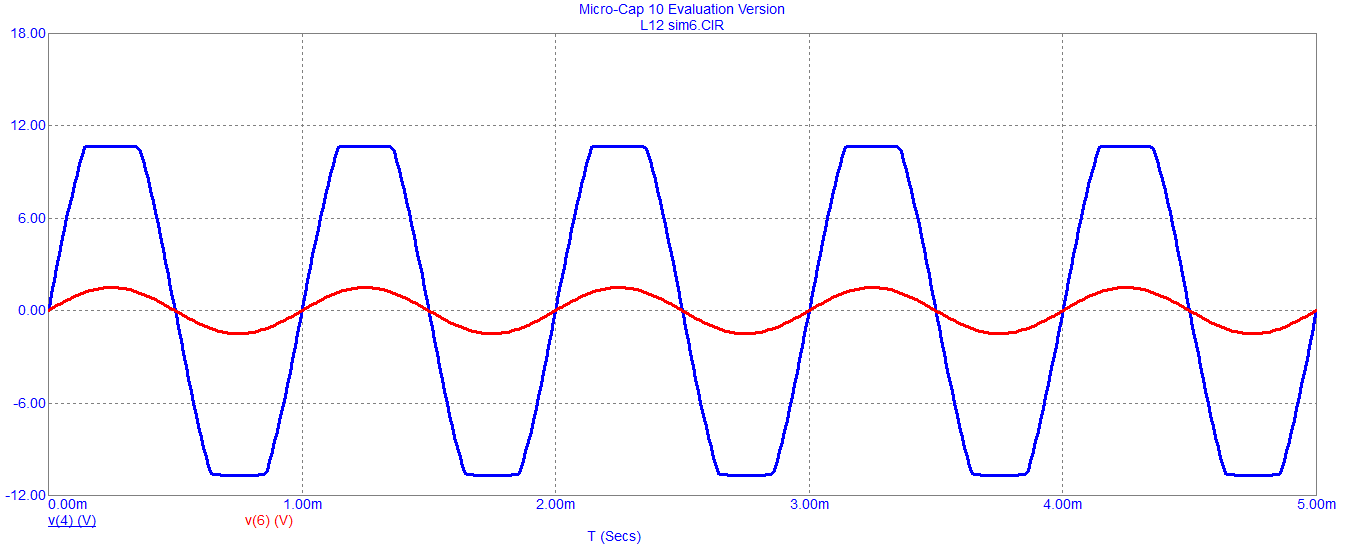 Micro-Cap 10 Evaluation Version
L12 sim6.CIR
18.00
12.00
6.00
0.00
-6.00
-12.00
0.00m 1.00m 2.00m 3.00m 4.00m 5.00m
v(4) (V) v(6) (V)
T (Secs)